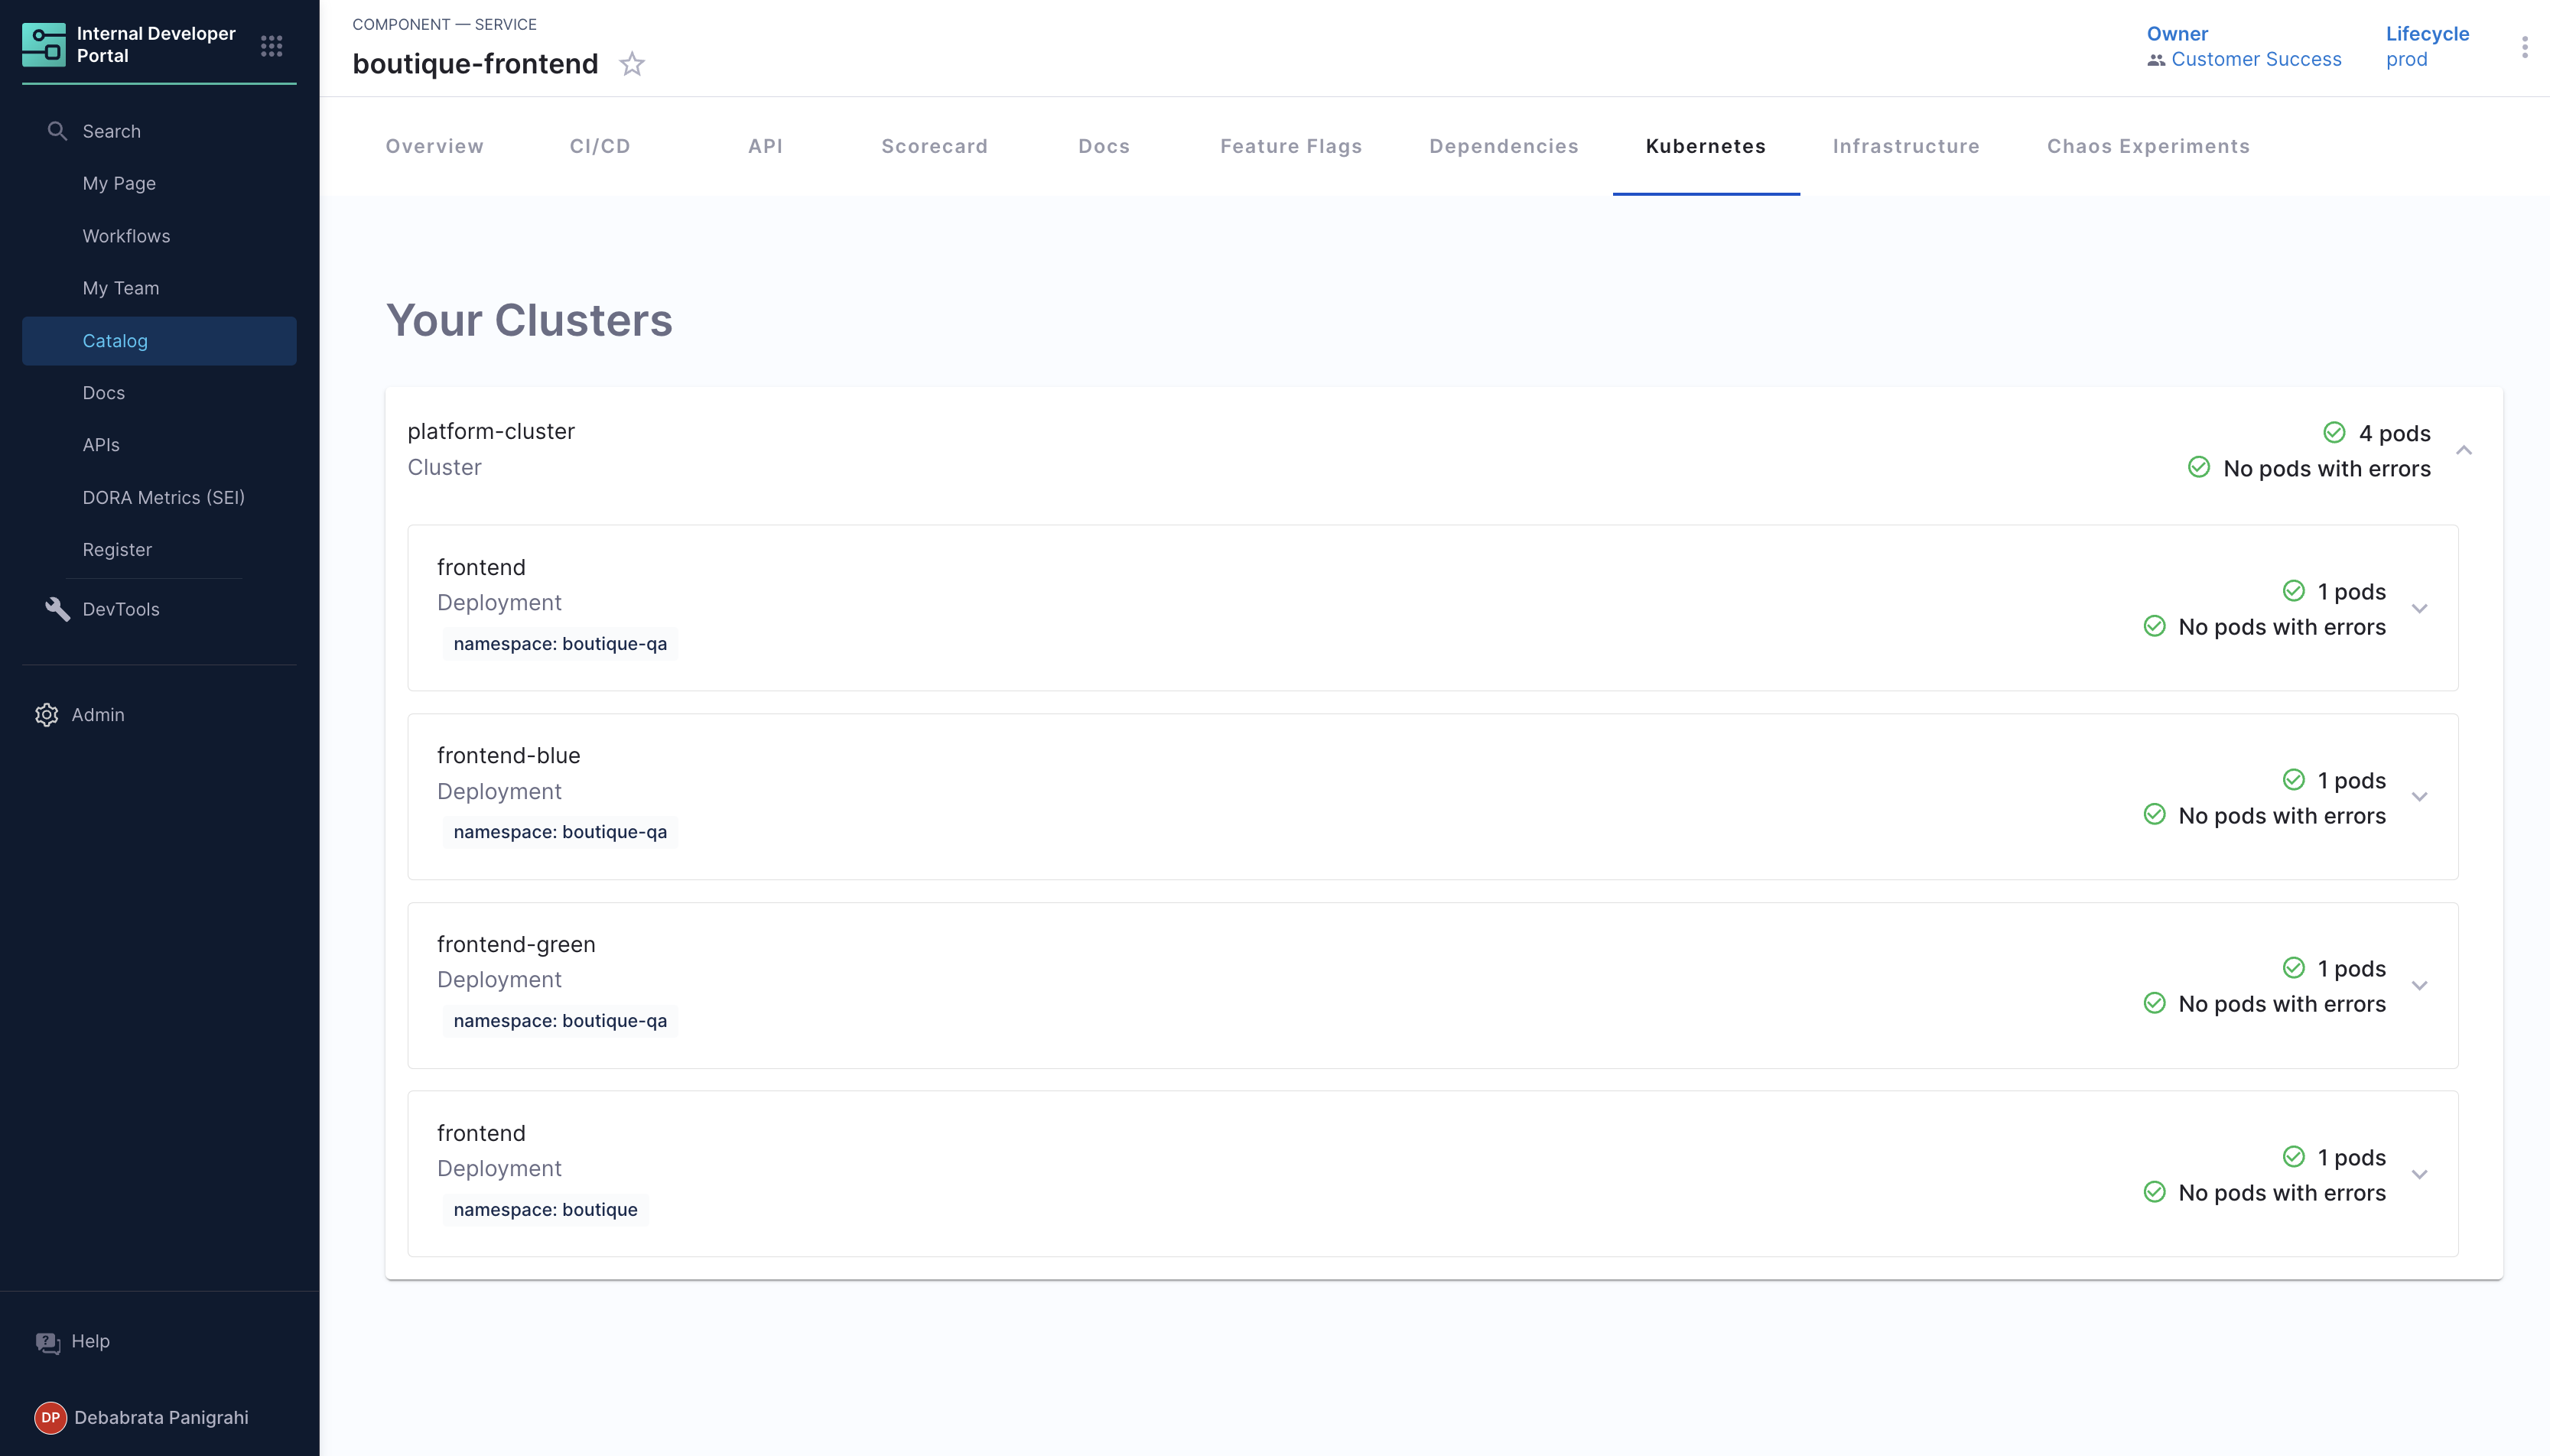 Internal Developer
Portal
Search
My Page
Workflows
My Team
Catalog
Docs
APIs
DORA Metrics (SEI)
Register
DevTools
Admin
Help
DP Debabrata Panigrahi
COMPONENT — SERVICE
boutique-frontend
Owner
Customer Success
Lifecycle
prod
Overview CI/CD API Scorecard Docs Feature Flags Dependencies Kubernetes Infrastructure Chaos Experiments
Your Clusters
platform-cluster
Cluster
4 pods
No pods with errors
frontend
Deployment
namespace: boutique-qa
1 pods
No pods with errors
frontend-blue
Deployment
namespace: boutique-qa
1 pods
No pods with errors
frontend-green
Deployment
namespace: boutique-qa
1 pods
No pods with errors
frontend
Deployment
namespace: boutique
1 pods
No pods with errors